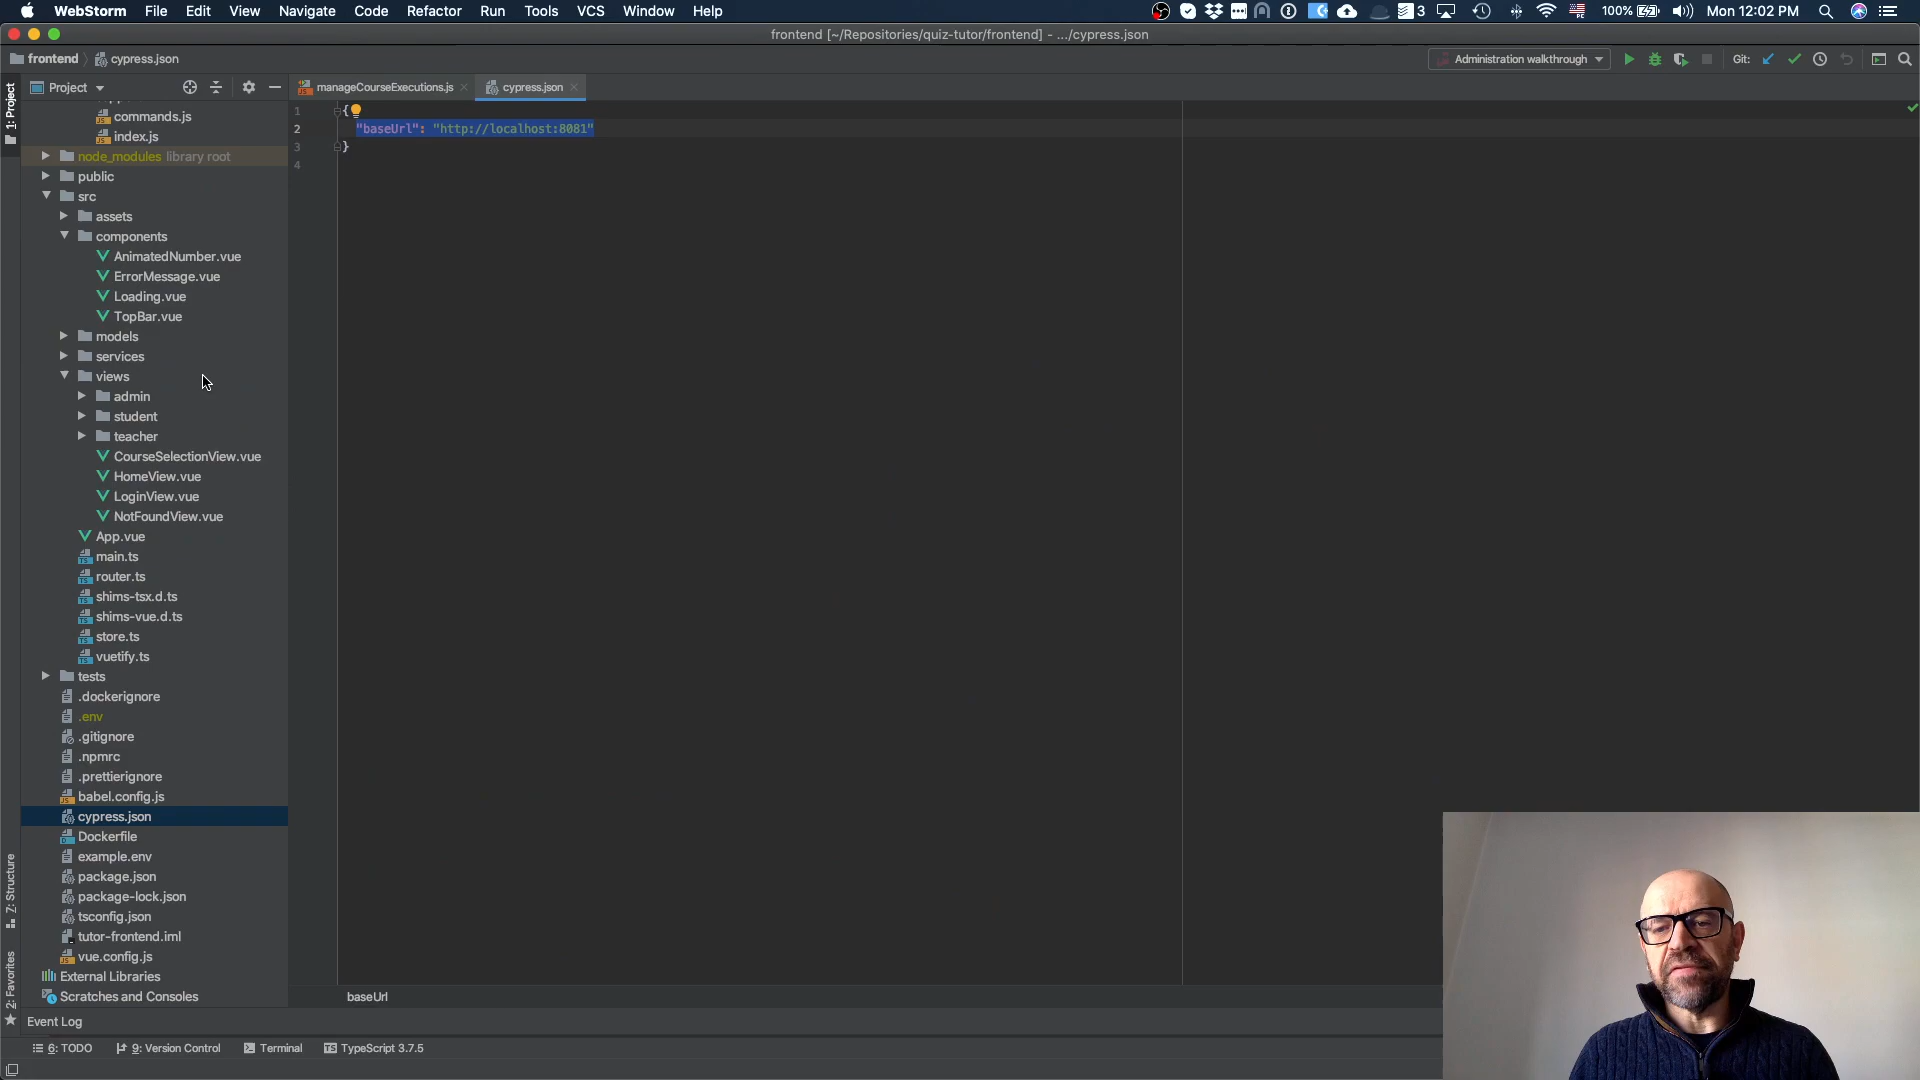 WebStorm File Edit View Navigate Code Refactor Run Tools VCS Window Help 3 100% Mon 12:02 PM
frontend [~/Repositories/quiz-tutor/frontend] - .../cypress.json
frontend cypress.json Administration walkthrough Git:
Project manageCourseExecutions.js cypress.json
1: Project
commands.js
index.js
node_modules library root
public
src
assets
components
AnimatedNumber.vue
ErrorMessage.vue
Loading.vue
TopBar.vue
models
services
views
admin
student
teacher
CourseSelectionView.vue
HomeView.vue
LoginView.vue
NotFoundView.vue
App.vue
main.ts
router.ts
shims-tsx.d.ts
shims-vue.d.ts
store.ts
vuetify.ts
tests
.dockerignore
.env
.gitignore
.npmrc
.prettierignore
babel.config.js
cypress.json
Dockerfile
example.env
package.json
package-lock.json
tsconfig.json
tutor-frontend.iml
vue.config.js
External Libraries
Scratches and Consoles
7: Structure
2: Favorites
1 {
2 "baseUrl": "http://localhost:8081"
3 }
4
baseUrl
Event Log
6: TODO 9: Version Control Terminal TypeScript 3.7.5